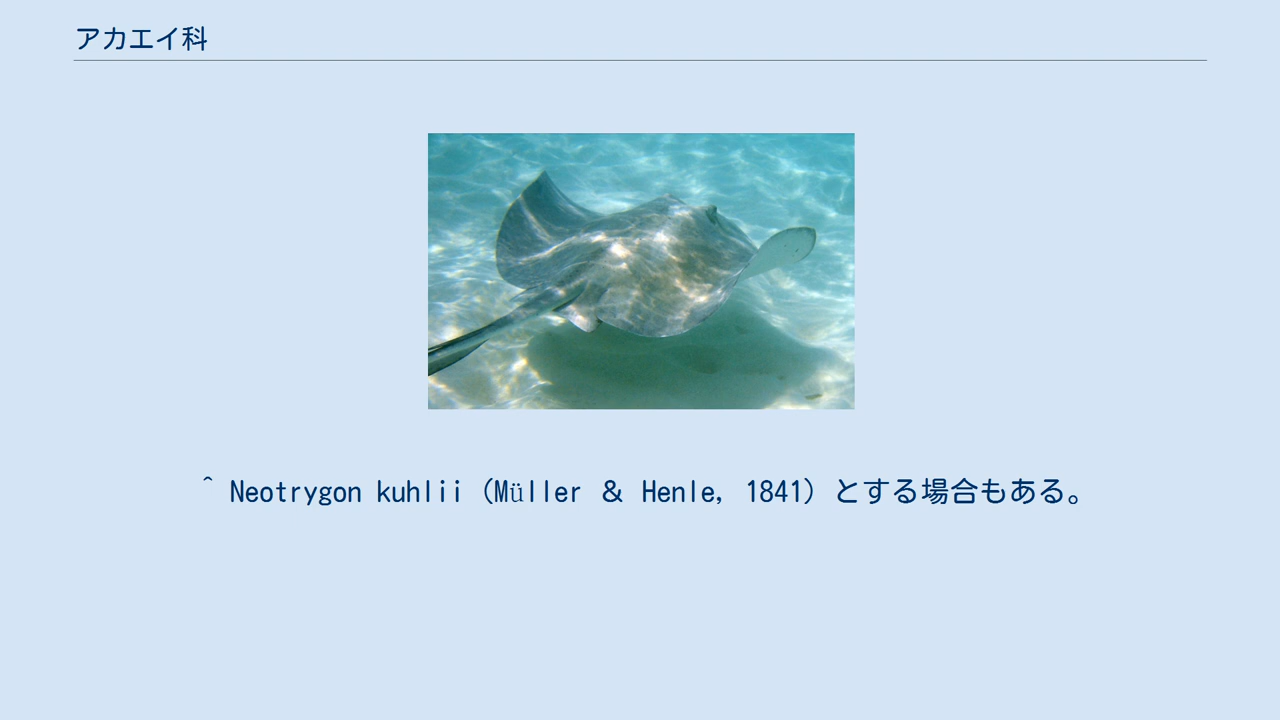 アカエイ科
^ Neotrygon kuhlii (Müller & Henle, 1841) とする場合もある。